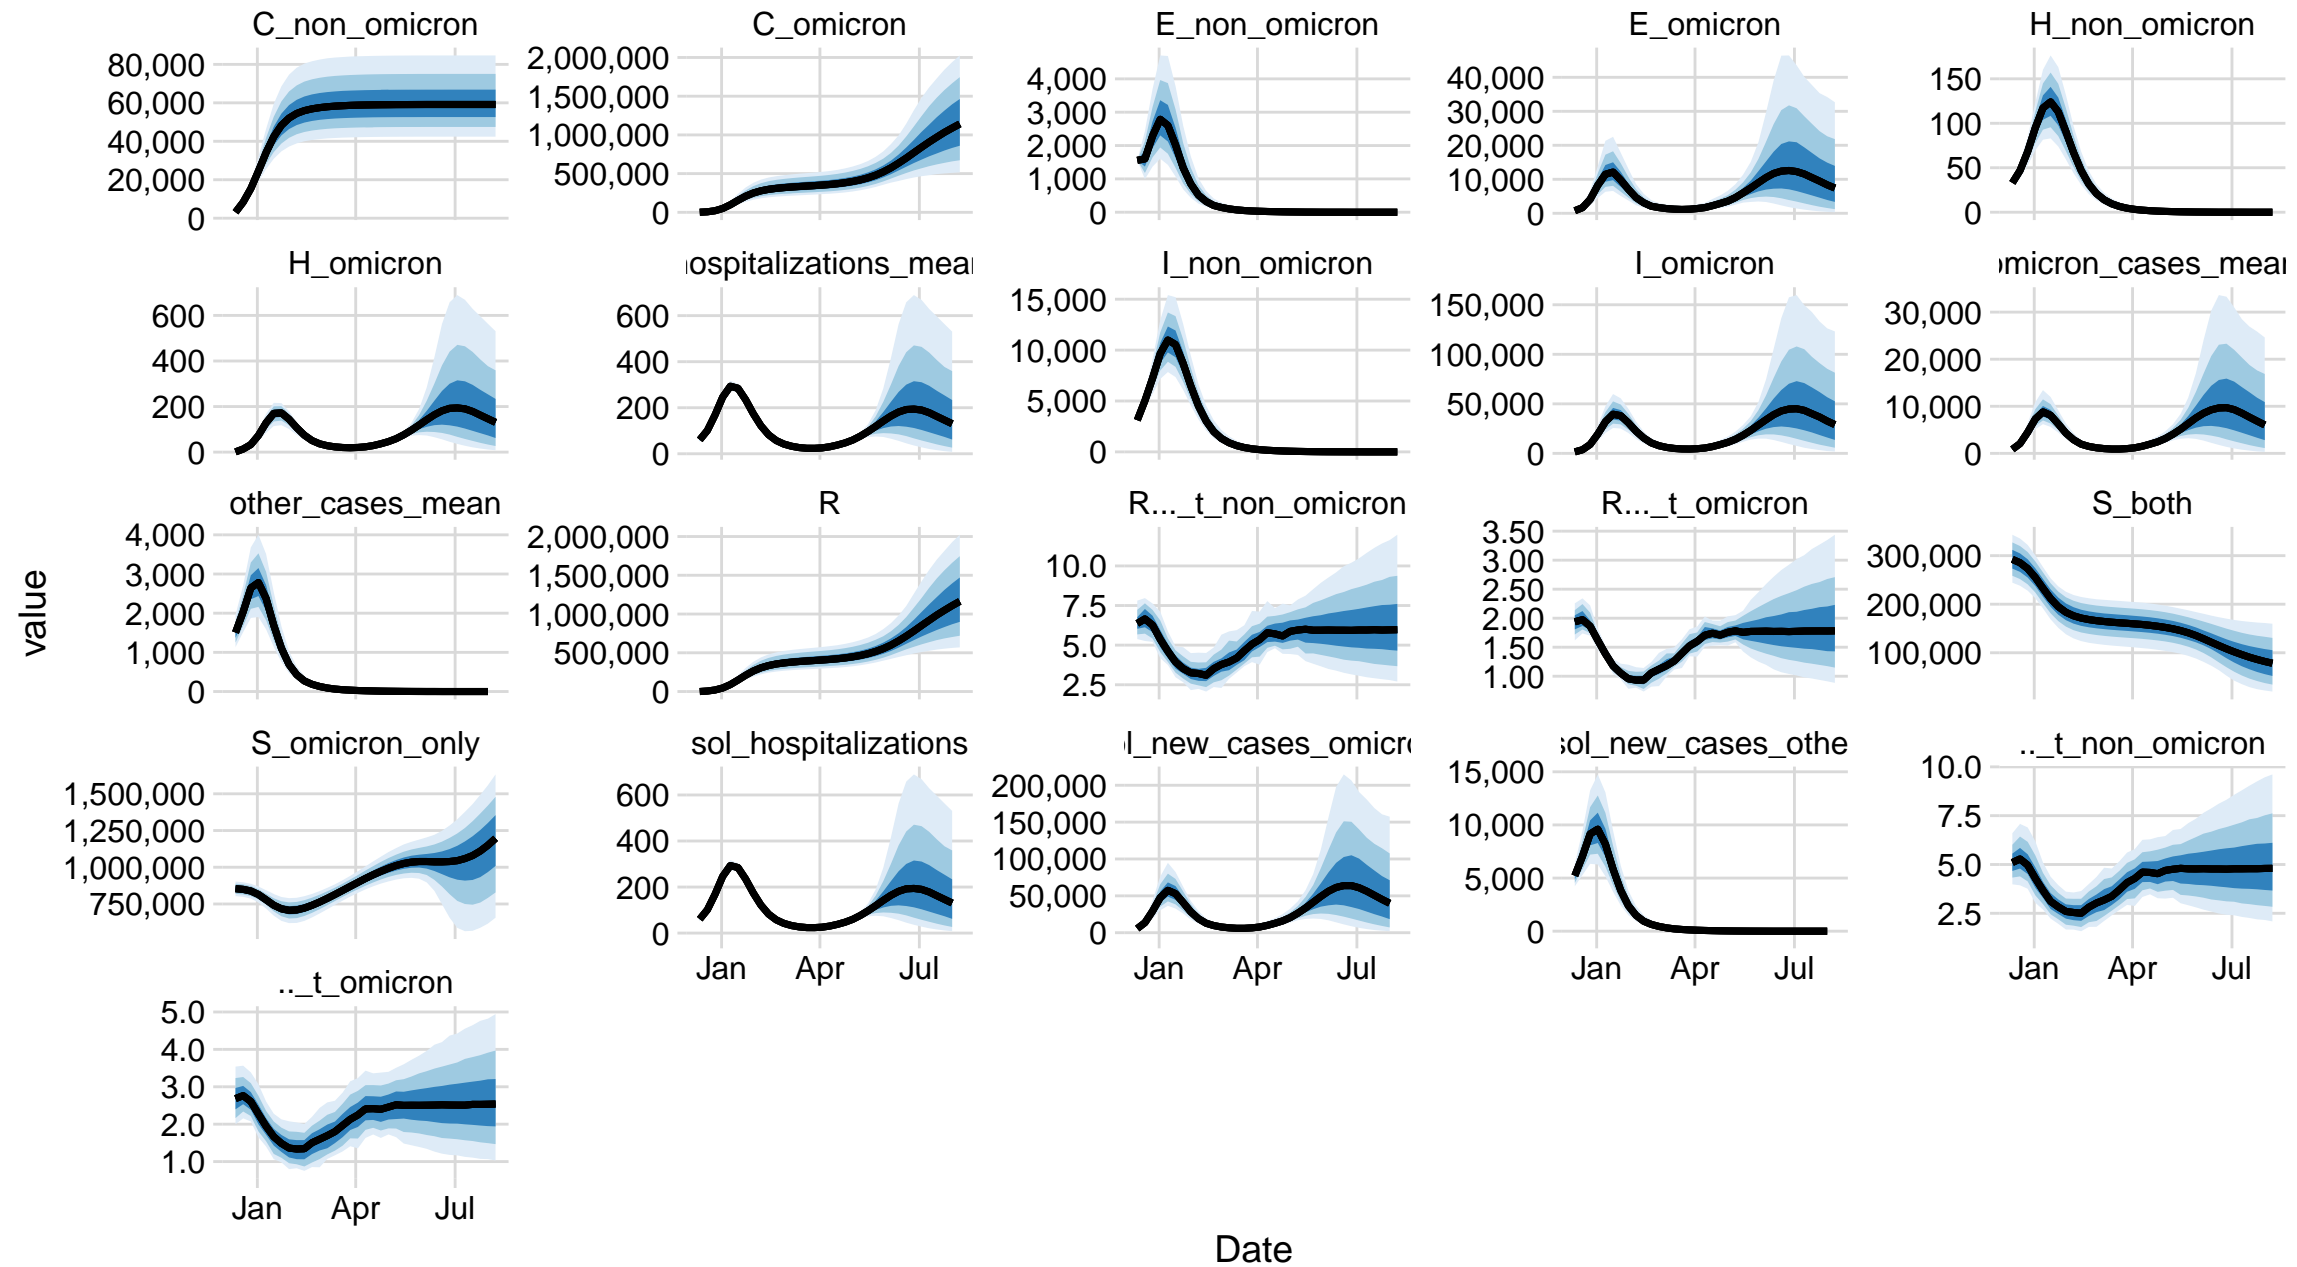 C_non_omicron C_omicron E_non_omicron E_omicron H_non_omicron
80,000 60,000 40,000 20,000 0
2,000,000 1,500,000 1,000,000 500,000 0
4,000 3,000 2,000 1,000 0
40,000 30,000 20,000 10,000 0
150 100 50 0
H_omicron ospitalizations_mea I_non_omicron I_omicron omicron_cases_mea
600 400 200 0
600 400 200 0
15,000 10,000 5,000 0
150,000 100,000 50,000 0
30,000 20,000 10,000 0
other_cases_mean R R..._t_non_omicron R..._t_omicron S_both
4,000 3,000 2,000 1,000 0
2,000,000 1,500,000 1,000,000 500,000 0
10.0 7.5 5.0 2.5
3.50 3.00 2.50 2.00 1.50 1.00
300,000 200,000 100,000
S_omicron_only sol_hospitalizations l_new_cases_omicr sol_new_cases_othe .._t_non_omicron
1,500,000 1,250,000 1,000,000 750,000
600 400 200 0
200,000 150,000 100,000 50,000 0
15,000 10,000 5,000 0
10.0 7.5 5.0 2.5
Jan Apr Jul Jan Apr Jul Jan Apr Jul Jan Apr Jul
.._t_omicron
5.0 4.0 3.0 2.0 1.0
Jan Apr Jul
value
Date